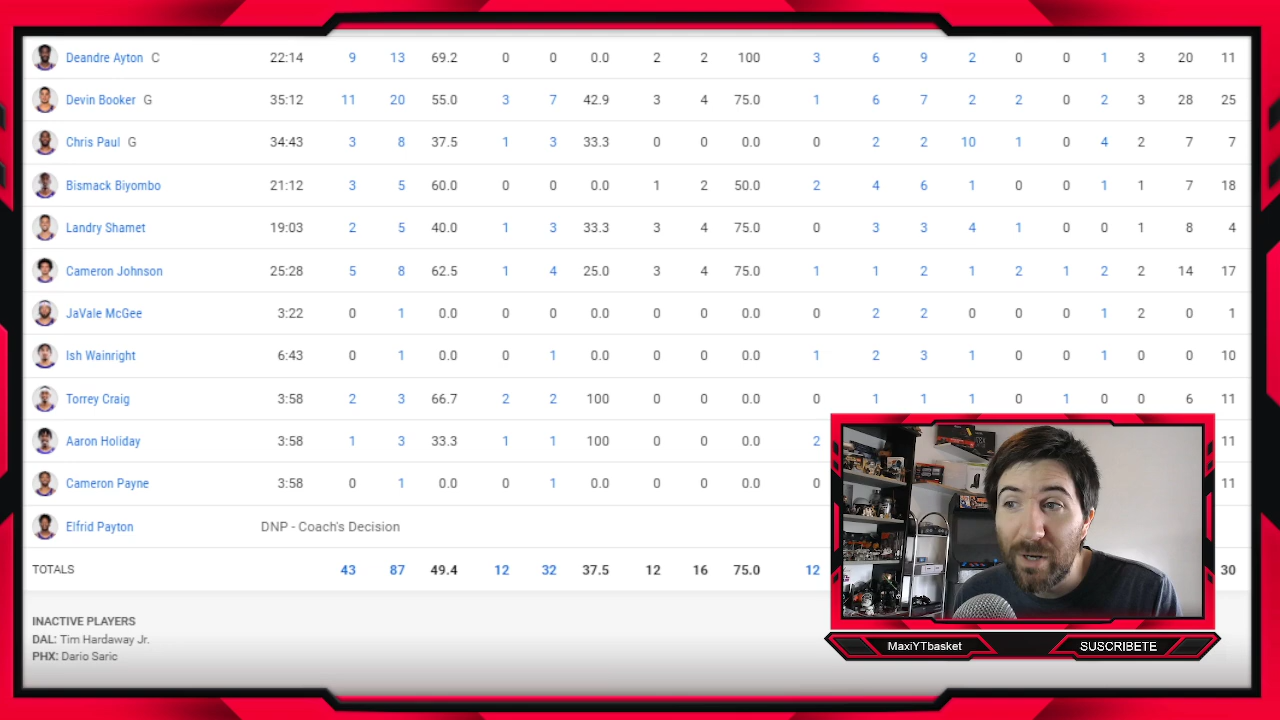 Deandre Ayton C 22:14 9 13 69.2 0 0 0.0 2 2 100 3 6 9 2 0 0 1 3 20 11
Devin Booker G 35:12 11 20 55.0 3 7 42.9 3 4 75.0 1 6 7 2 2 0 2 3 28 25
Chris Paul G 34:43 3 8 37.5 1 3 33.3 0 0 0.0 0 2 2 10 1 0 4 2 7 7
Bismack Biyombo 21:12 3 5 60.0 0 0 0.0 1 2 50.0 2 4 6 1 0 0 1 1 7 18
Landry Shamet 19:03 2 5 40.0 1 3 33.3 3 4 75.0 0 3 3 4 1 0 0 1 8 4
Cameron Johnson 25:28 5 8 62.5 1 4 25.0 3 4 75.0 1 1 2 1 2 1 2 2 14 17
JaVale McGee 3:22 0 1 0.0 0 0 0.0 0 0 0.0 0 2 2 0 0 0 1 2 0 1
Ish Wainright 6:43 0 1 0.0 0 1 0.0 0 0 0.0 1 2 3 1 0 0 1 0 0 10
Torrey Craig 3:58 2 3 66.7 2 2 100 0 0 0.0 0 1 1 1 0 1 0 0 6 11
Aaron Holiday 3:58 1 3 33.3 1 1 100 0 0 0.0 2 11
Cameron Payne 3:58 0 1 0.0 0 1 0.0 0 0 0.0 0 11
Elfrid Payton DNP - Coach's Decision
TOTALS 43 87 49.4 12 32 37.5 12 16 75.0 12 30
INACTIVE PLAYERS
DAL: Tim Hardaway Jr.
PHX: Dario Saric
MaxiYTbasket
SUSCRIBETE